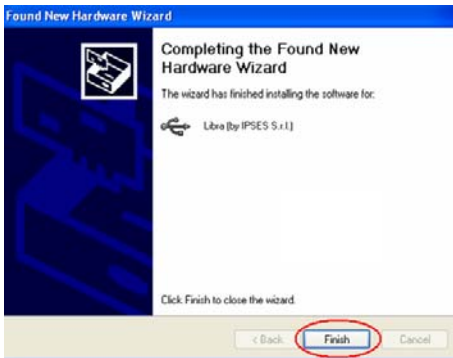 Found New Hardware Wizard
Completing the Found New
Hardware Wizard
The wizard has finished installing the software for:
Libra [by IPSES S.r.l.]
Click Finish to close the wizard.
< Back Finish Cancel